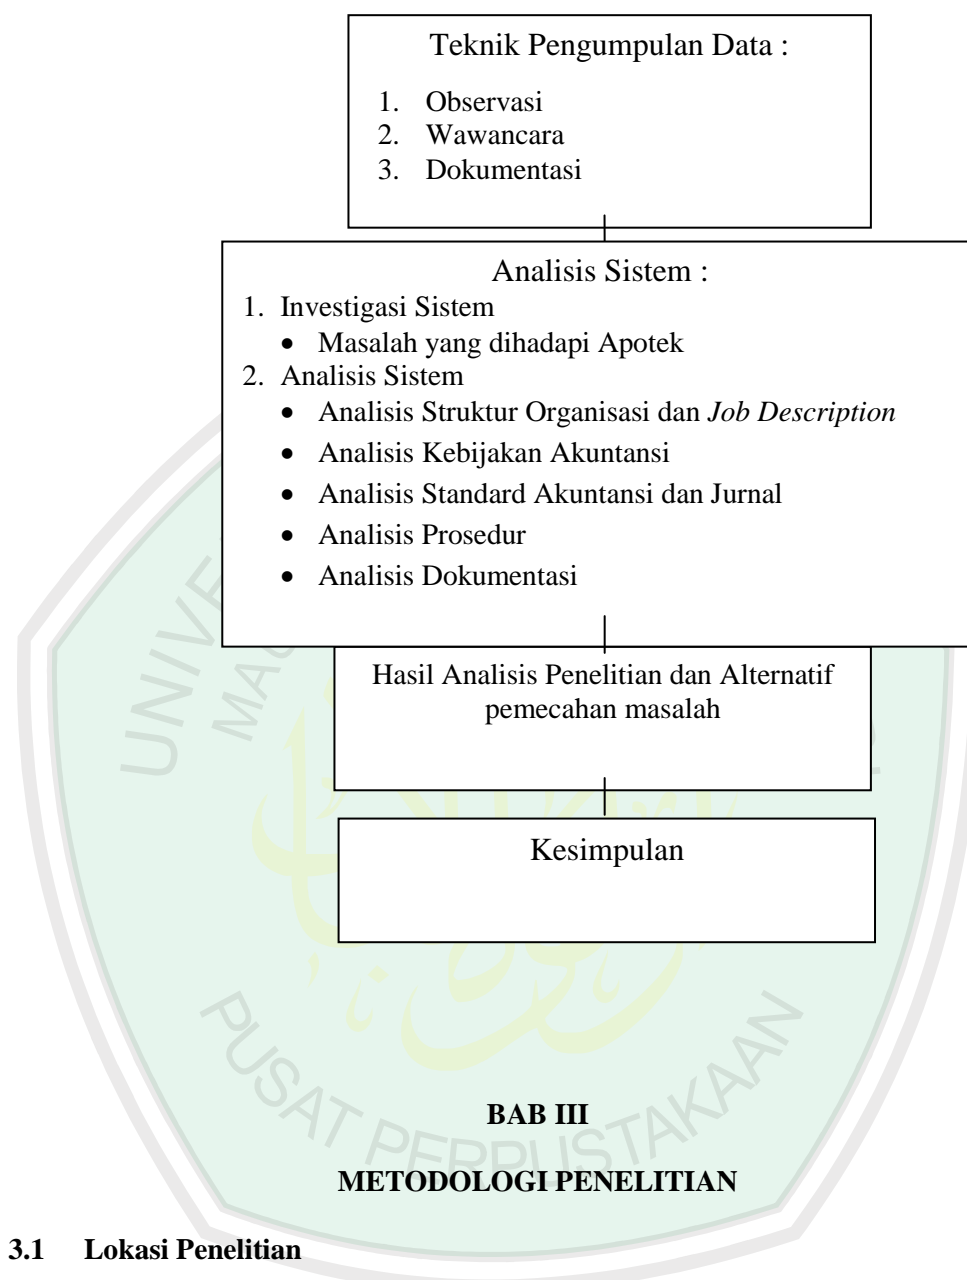 Teknik Pengumpulan Data :
1. Observasi
2. Wawancara
3. Dokumentasi
Analisis Sistem :
1. Investigasi Sistem
• Masalah yang dihadapi Apotek
2. Analisis Sistem
• Analisis Struktur Organisasi dan Job Description
• Analisis Kebijakan Akuntansi
• Analisis Standard Akuntansi dan Jurnal
• Analisis Prosedur
• Analisis Dokumentasi
Hasil Analisis Penelitian dan Alternatif
pemecahan masalah
Kesimpulan
PUSAT PERPUSTAKAAN
BAB III
METODOLOGI PENELITIAN
3.1 Lokasi Penelitian